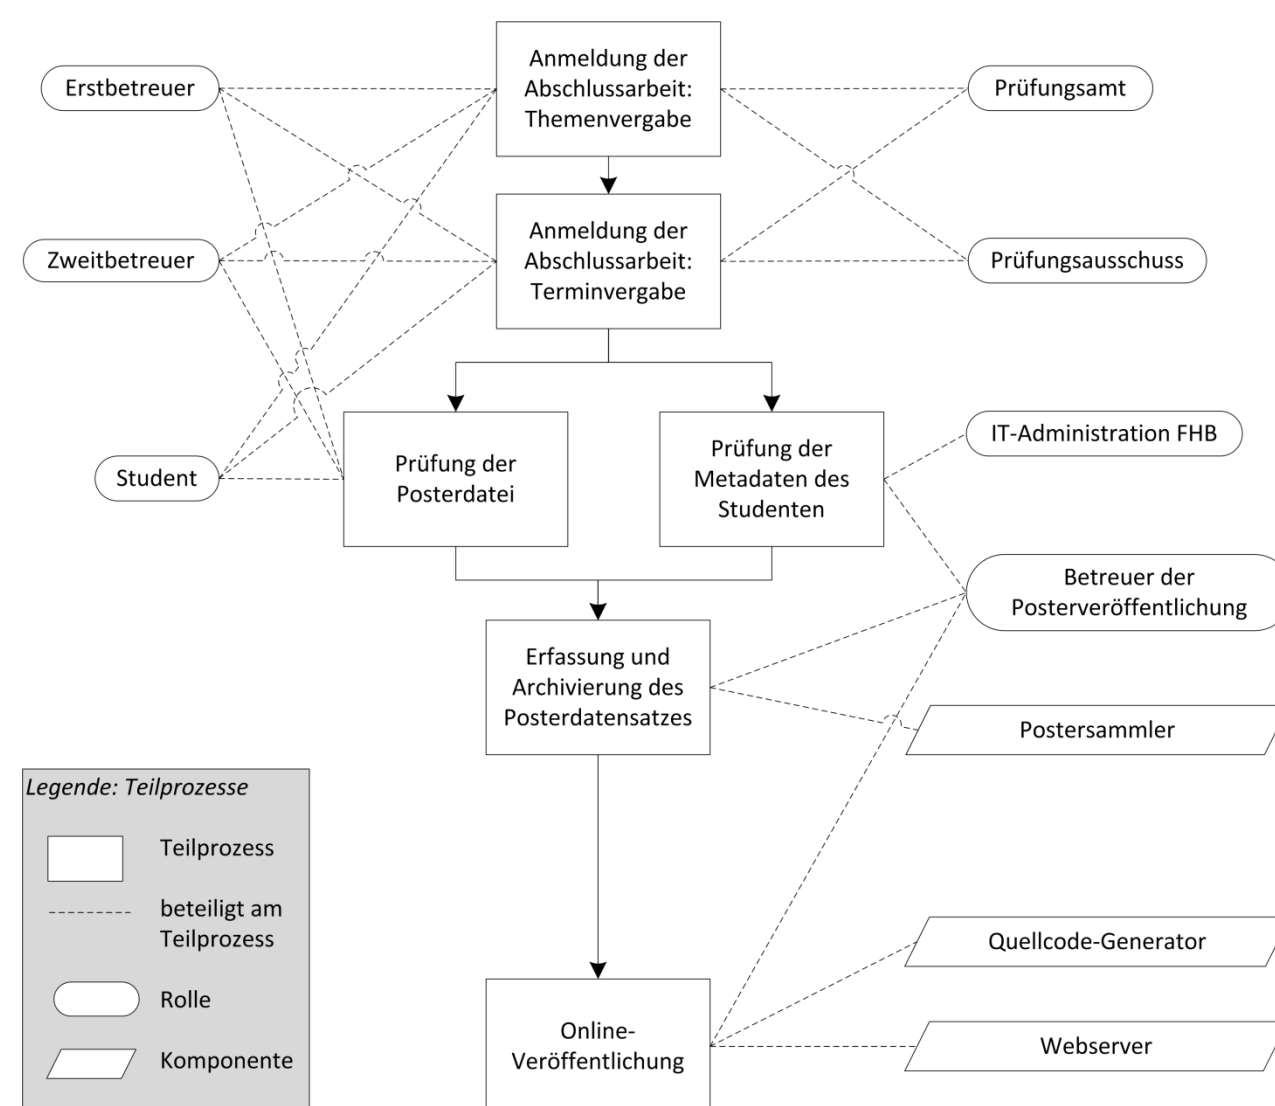 Anmeldung der
Abschlussarbeit:
Themenvergabe
Erstbetreuer
Prüfungsamt
Anmeldung der
Abschlussarbeit:
Terminvergabe
Zweitbetreuer
Prüfungsausschuss
Student
Prüfung der
Posterdatei
Prüfung der
Metadaten des
Studenten
IT-Administration FHB
Betreuer der
Posterveröffentlichung
Erfassung und
Archivierung des
Posterdatensatzes
Postersammler
Legende: Teilprozesse
Teilprozess
beteiligt am
Teilprozess
Rolle
Komponente
Quellcode-Generator
Online-
Veröffentlichung
Webserver